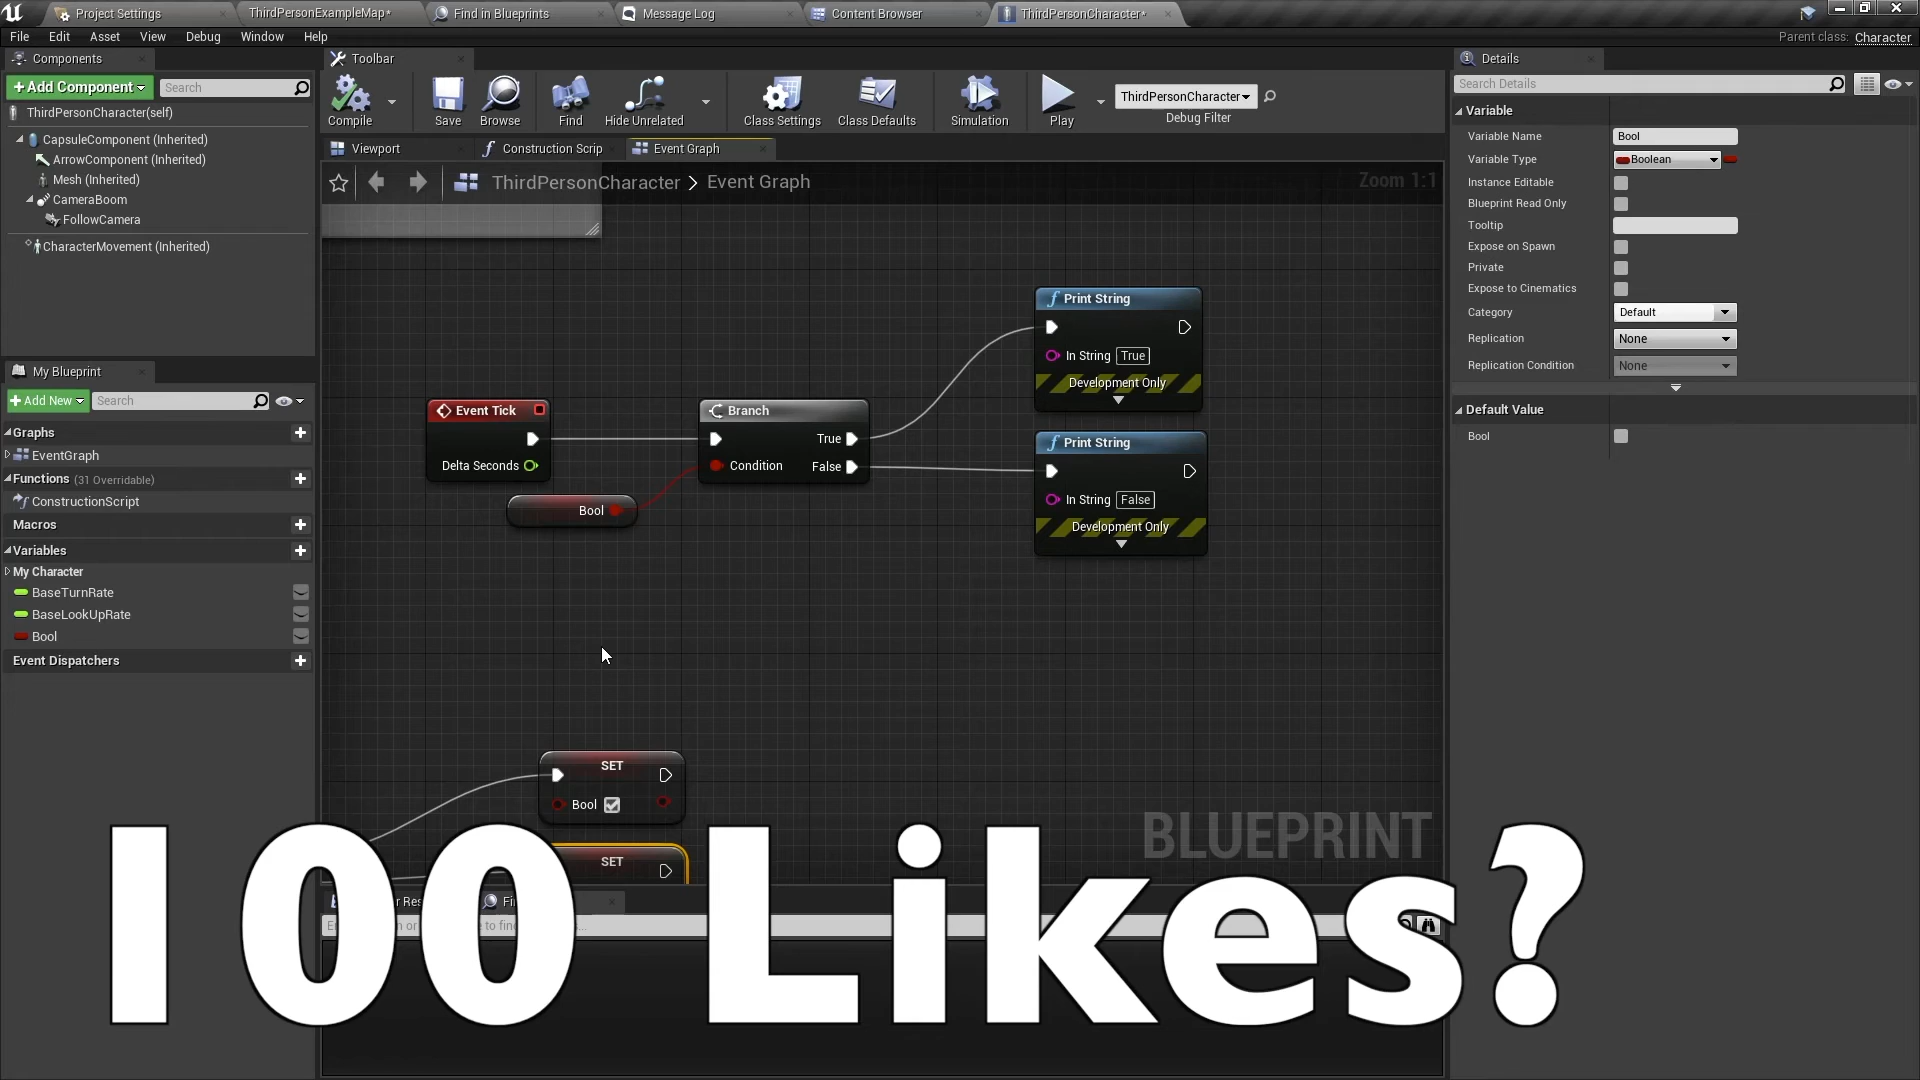 Project Settings
ThirdPersonExampleMap*
Find in Blueprints
Message Log
Content Browser
ThirdPersonCharacter*
File Edit Asset View Debug Window Help
Parent class: Character
Components
+Add Component
Search
ThirdPersonCharacter(self)
CapsuleComponent (Inherited)
ArrowComponent (Inherited)
Mesh (Inherited)
CameraBoom
FollowCamera
CharacterMovement (Inherited)
My Blueprint
+Add New
Search
Graphs
EventGraph
Functions (31 Overridable)
ConstructionScript
Macros
Variables
My Character
BaseTurnRate
BaseLookUpRate
Bool
Event Dispatchers
Toolbar
Compile
Save
Browse
Find
Hide Unrelated
Class Settings
Class Defaults
Simulation
Play
ThirdPersonCharacter
Debug Filter
Viewport
Construction Scrip
Event Graph
ThirdPersonCharacter > Event Graph
Zoom 1:1
Event Tick
Delta Seconds
Bool
Branch
True
Condition
False
Print String
In String True
Development Only
Print String
In String False
Development Only
SET
Bool
SET
BLUEPRINT
Details
Search Details
Variable
Variable Name Bool
Variable Type Boolean
Instance Editable
Blueprint Read Only
Tooltip
Expose on Spawn
Private
Expose to Cinematics
Category Default
Replication None
Replication Condition None
Default Value
Bool
100 Likes?